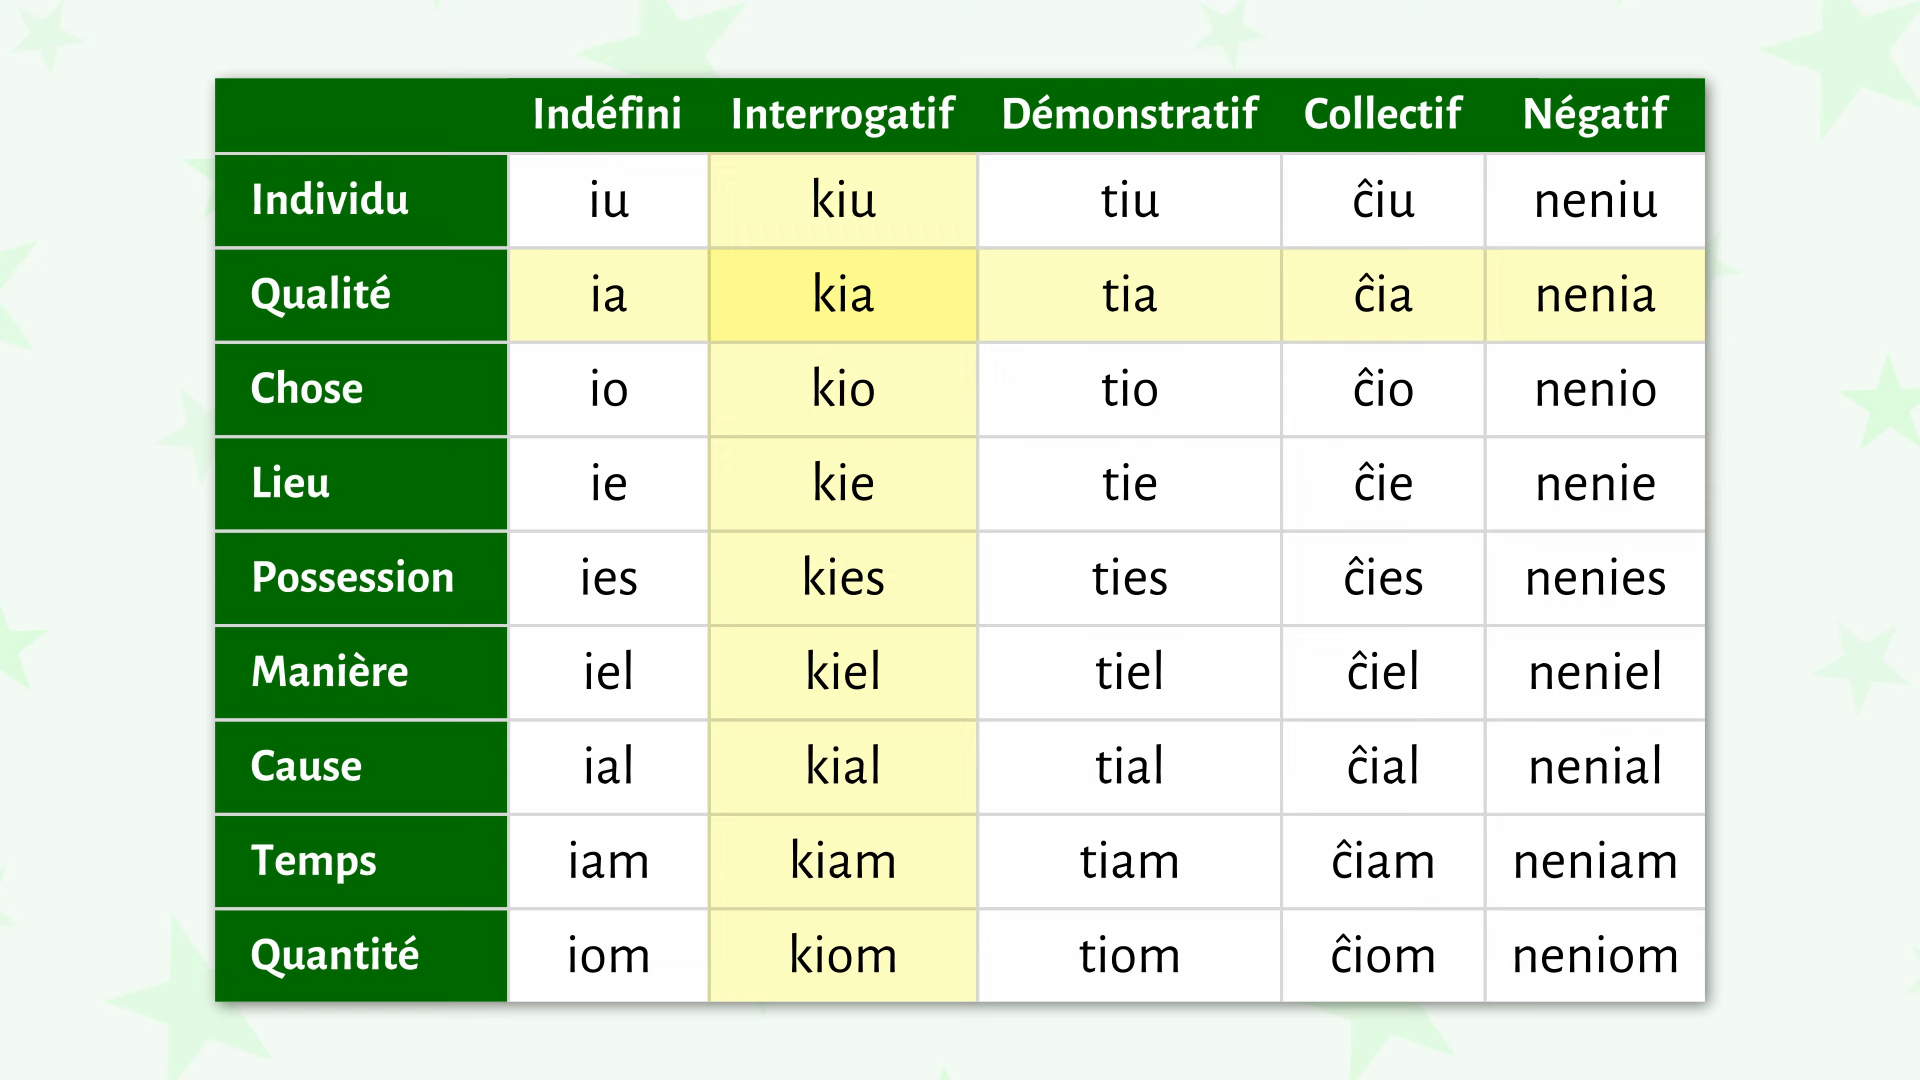 Indéfini Interrogatif Démonstratif Collectif Négatif
Individu iu kiu tiu ĉiu neniu
Qualité ia kia tia ĉia nenia
Chose io kio tio ĉio nenio
Lieu ie kie tie ĉie nenie
Possession ies kies ties ĉies nenies
Manière iel kiel tiel ĉiel neniel
Cause ial kial tial ĉial nenial
Temps iam kiam tiam ĉiam neniam
Quantité iom kiom tiom ĉiom neniom